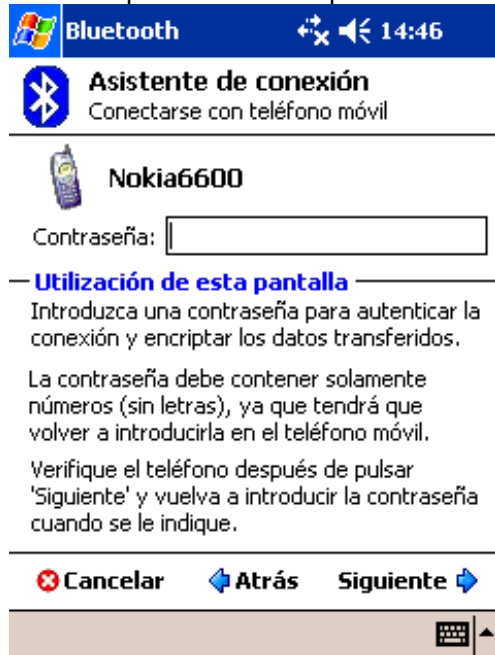 Bluetooth 14:46
Asistente de conexión
Conectarse con teléfono móvil
Nokia6600
Contraseña:
Utilización de esta pantalla
Introduzca una contraseña para autenticar la
conexión y encriptar los datos transferidos.
La contraseña debe contener solamente
números (sin letras), ya que tendrá que
volver a introducirla en el teléfono móvil.
Verifique el teléfono después de pulsar
'Siguiente' y vuelva a introducir la contraseña
cuando se le indique.
Cancelar Atrás Siguiente